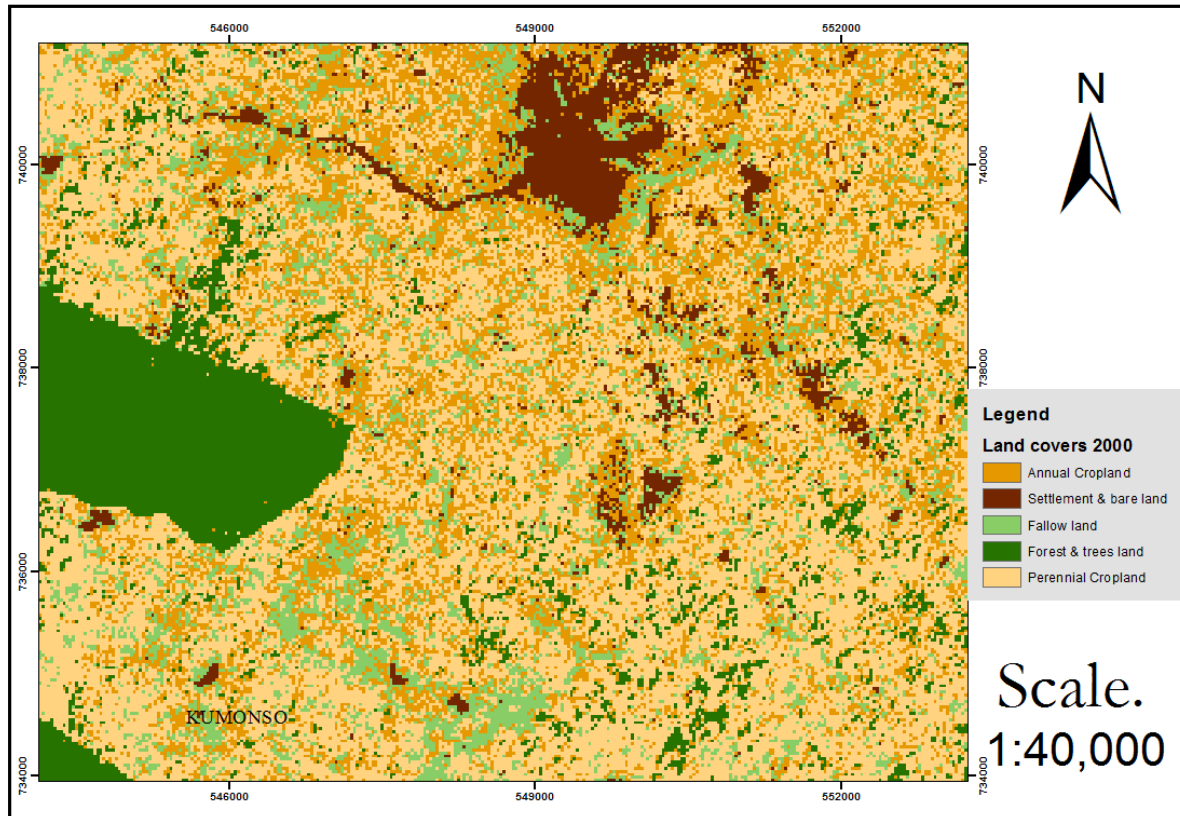 546000
549000
552000
N
740000
740000
738000
738000
Legend
Land covers 2000
Annual Cropland
Settlement & bare land
Fallow land
Forest & trees land
Perennial Cropland
736000
Scale.
KUMONSO
1:40,000
734000
734000
546000
549000
552000